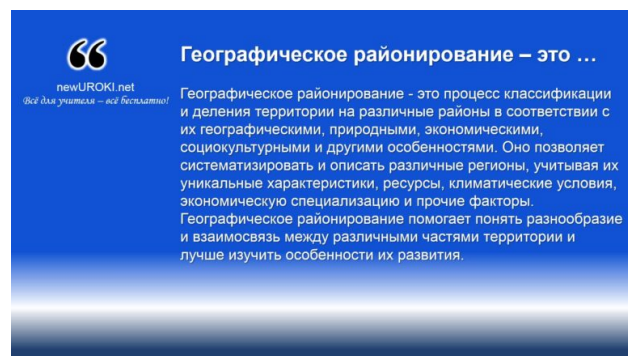 ❝
newUROKI.net
Всё для учителя – всё бесплатно!
Географическое районирование – это …
Географическое районирование - это процесс классификации
и деления территории на различные районы в соответствии с
их географическими, природными, экономическими,
социокультурными и другими особенностями. Оно позволяет
систематизировать и описать различные регионы, учитывая их
уникальные характеристики, ресурсы, климатические условия,
экономическую специализацию и прочие факторы.
Географическое районирование помогает понять разнообразие
и взаимосвязь между различными частями территории и
лучше изучить особенности их развития.